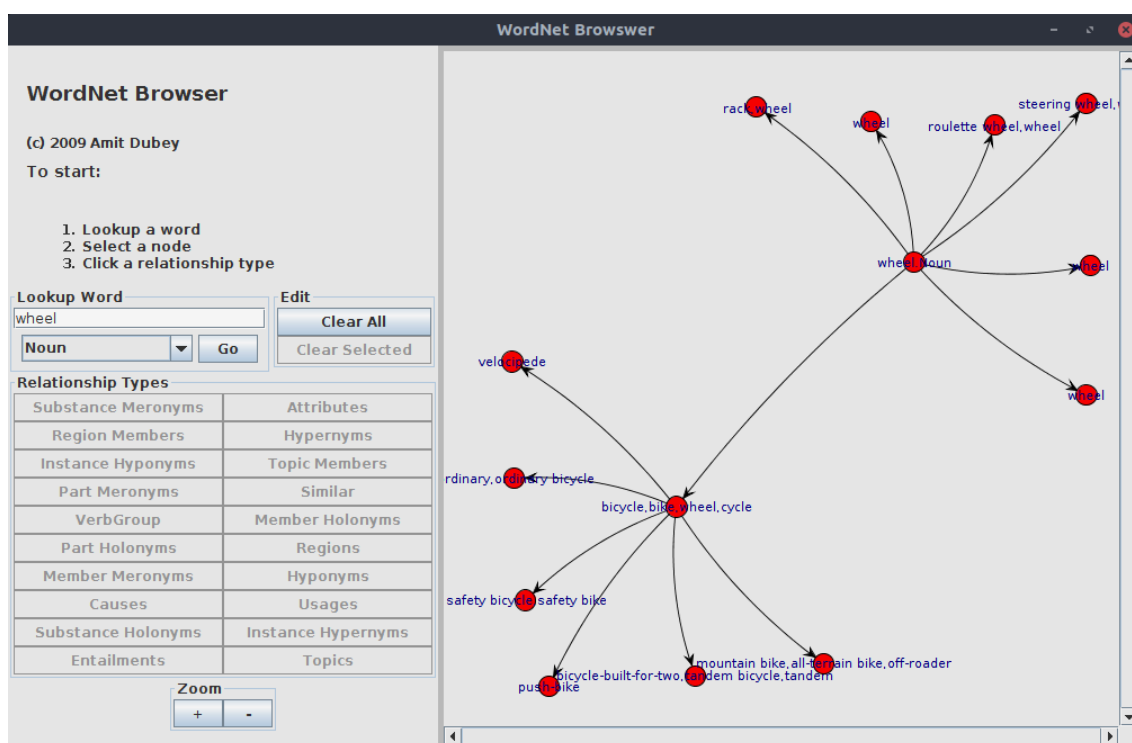 WordNet Browswer
WordNet Browser
(c) 2009 Amit Dubey
To start:
1. Lookup a word
2. Select a node
3. Click a relationship type
Lookup Word
Edit
wheel
Clear All
Noun
Go
Clear Selected
Relationship Types
Substance Meronyms
Attributes
Region Members
Hypernyms
Instance Hyponyms
Topic Members
Part Meronyms
Similar
VerbGroup
Member Holonyms
Part Holonyms
Regions
Member Meronyms
Hyponyms
Causes
Usages
Substance Holonyms
Instance Hypernyms
Entailments
Topics
Zoom
+
-
rack,wheel
wheel
roulette wheel,wheel
steering wheel,
wheel,Noun
wheel
wheel
velocipede
rdinary,ordinary bicycle
bicycle,bike,wheel,cycle
safety bicycle,safety bike
mountain bike,all-terrain bike,off-roader
bicycle-built-for-two,tandem bicycle,tandem
push-bike